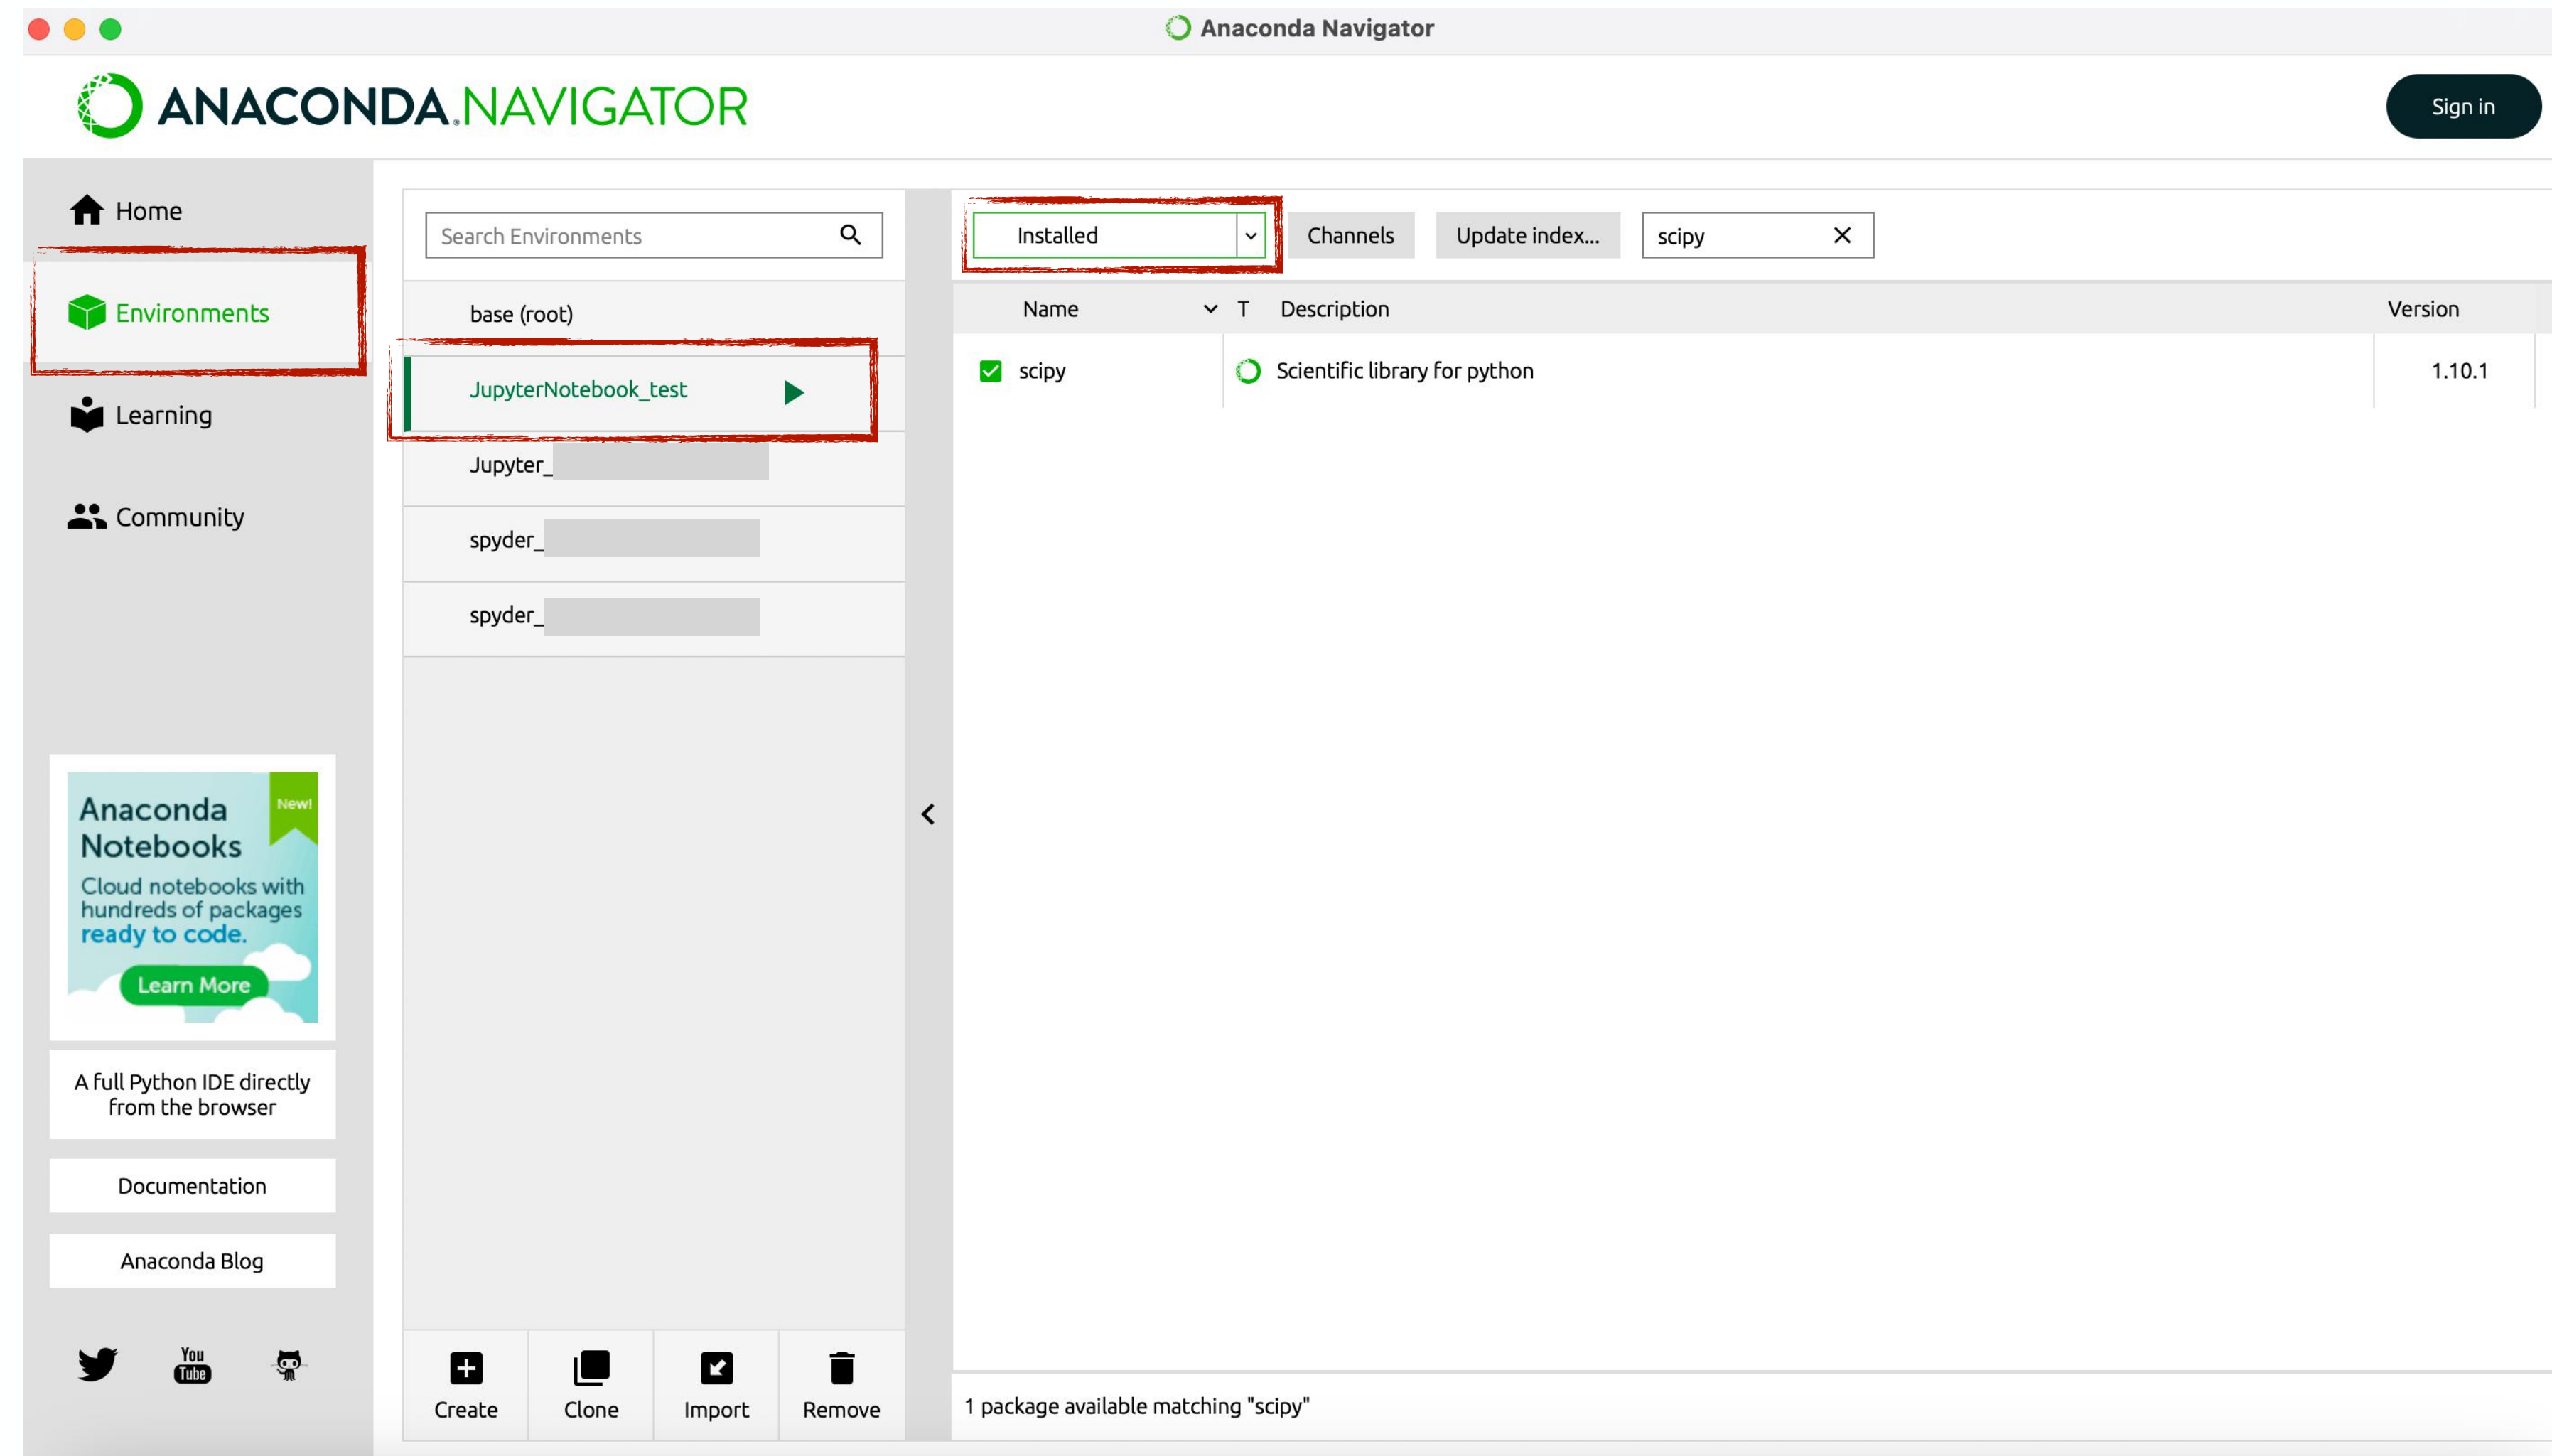 Anaconda Navigator
ANACONDA.NAVIGATOR
Sign in
Home
Environments
Learning
Community
Anaconda
Notebooks
New!
Cloud notebooks with
hundreds of packages
ready to code.
Learn More
A full Python IDE directly
from the browser
Documentation
Anaconda Blog
You
Tube
Search Environments
base (root)
JupyterNotebook_test
Jupyter_
spyder_
spyder_
Create Clone Import Remove
Installed Channels Update index... scipy
Name T Description Version
scipy Scientific library for python 1.10.1
1 package available matching "scipy"